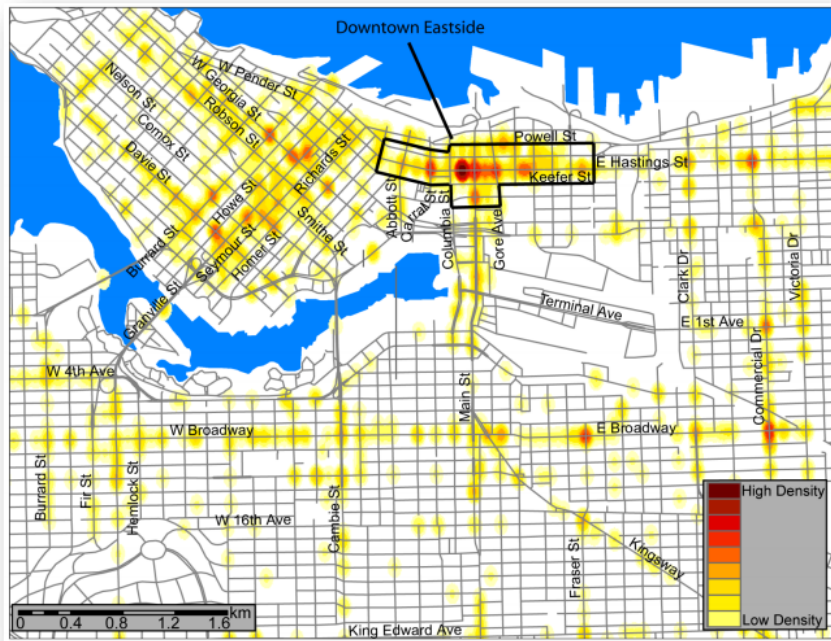 Downtown Eastside
W Pender St
W Georgia St
Robson St
Nelson St
Comox St
Davie St
Richards St
Howe St
Smithe St
Seymour St
Homer St
Burrard St
Granville St
Powell St
E Hastings St
Keefer St
Abbott St
Carral St
Columbia St
Gore Ave
Terminal Ave
Clark Dr
Victoria Dr
E 1st Ave
Commercial Dr
W 4th Ave
Main St
W Broadway
E Broadway
Burrard St
Fir St
Hemlock St
Cambie St
W 16th Ave
Fraser St
Kingsway
King Edward Ave
High Density
Low Density
km
0 0.4 0.8 1.2 1.6